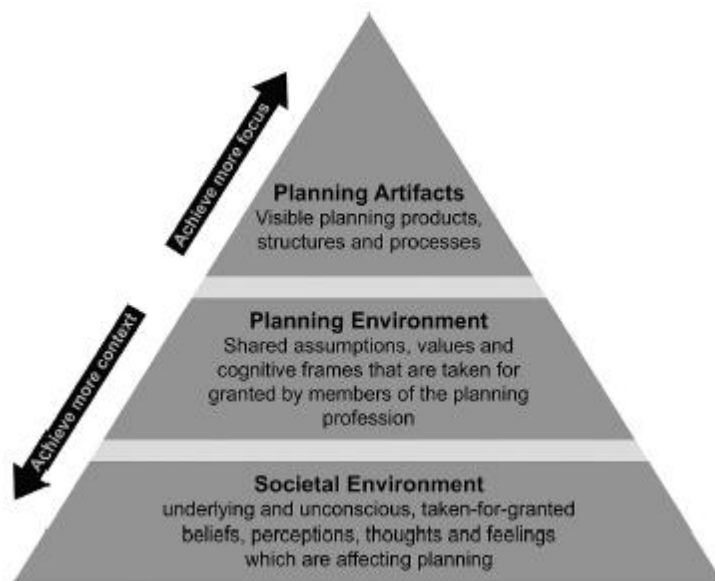 Achieve more focus
Planning Artifacts
Visible planning products,
structures and processes
Achieve more context
Planning Environment
Shared assumptions, values and
cognitive frames that are taken for
granted by members of the planning
profession
Societal Environment
underlying and unconscious, taken-for-granted
beliefs, perceptions, thoughts and feelings
which are affecting planning